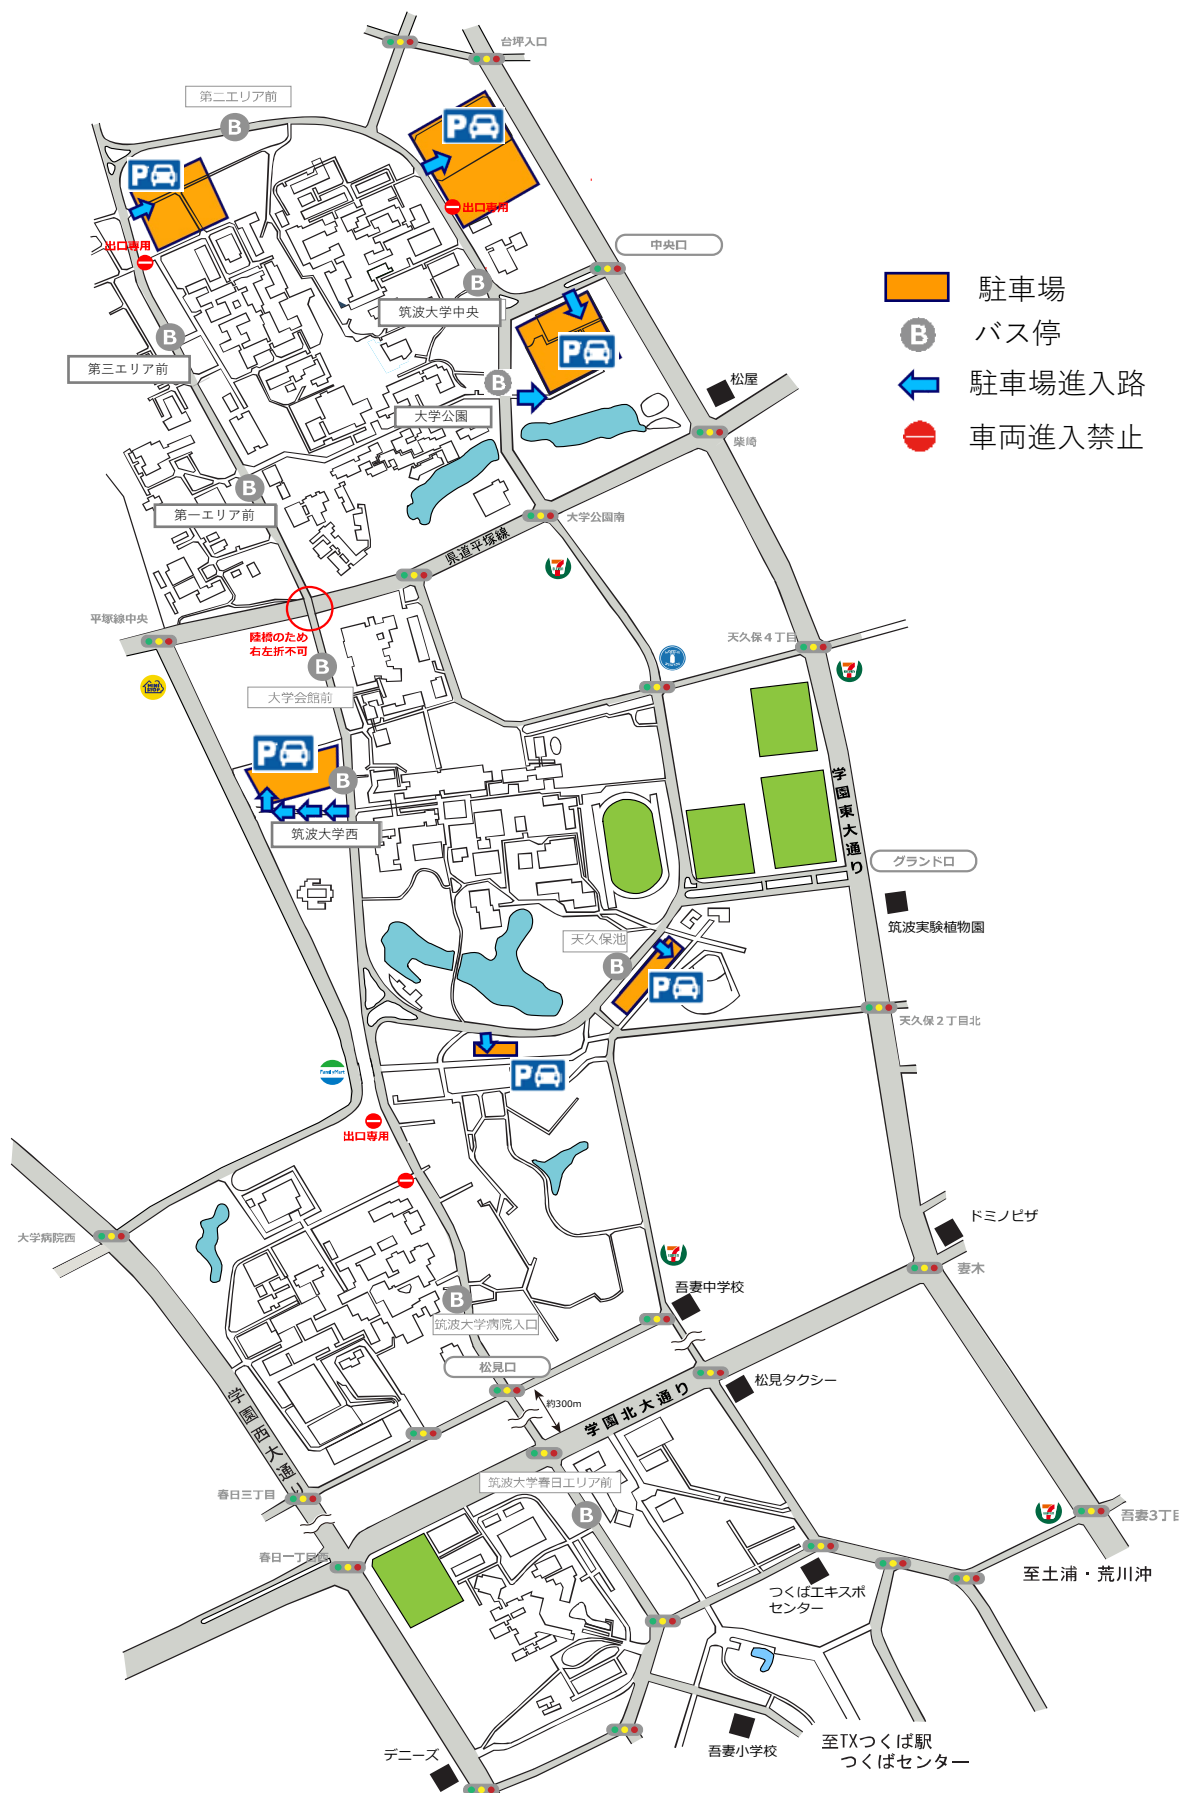 台坪入口
第二エリア前
B
P
P
出口専用
出口専用
中央口
B
筑波大学中央
B
第三エリア前
P
B
大学公園
駐車場
B
バス停
駐車場進入路
車両進入禁止
松屋
柴崎
B
第一エリア前
大学公園南
県道平塚線
7
平塚線中央
陸橋のため
右左折不可
B
大学会館前
天久保4丁目
7
MINI
STOP
P
B
筑波大学西
学園東大通り
グランド口
筑波実験植物園
天久保池
B
P
天久保2丁目北
P
FamilyMart
出口専用
大学病院西
ドミノピザ
妻木
7
吾妻中学校
B
筑波大学病院入口
松見口
約300m
松見タクシー
学園北大通り
学園西大通り
筑波大学春日エリア前
B
春日三丁目
7
吾妻3丁目
春日一丁目西
至土浦・荒川沖
つくばエキスポ
センター
至TXつくば駅
つくばセンター
吾妻小学校
デニーズ